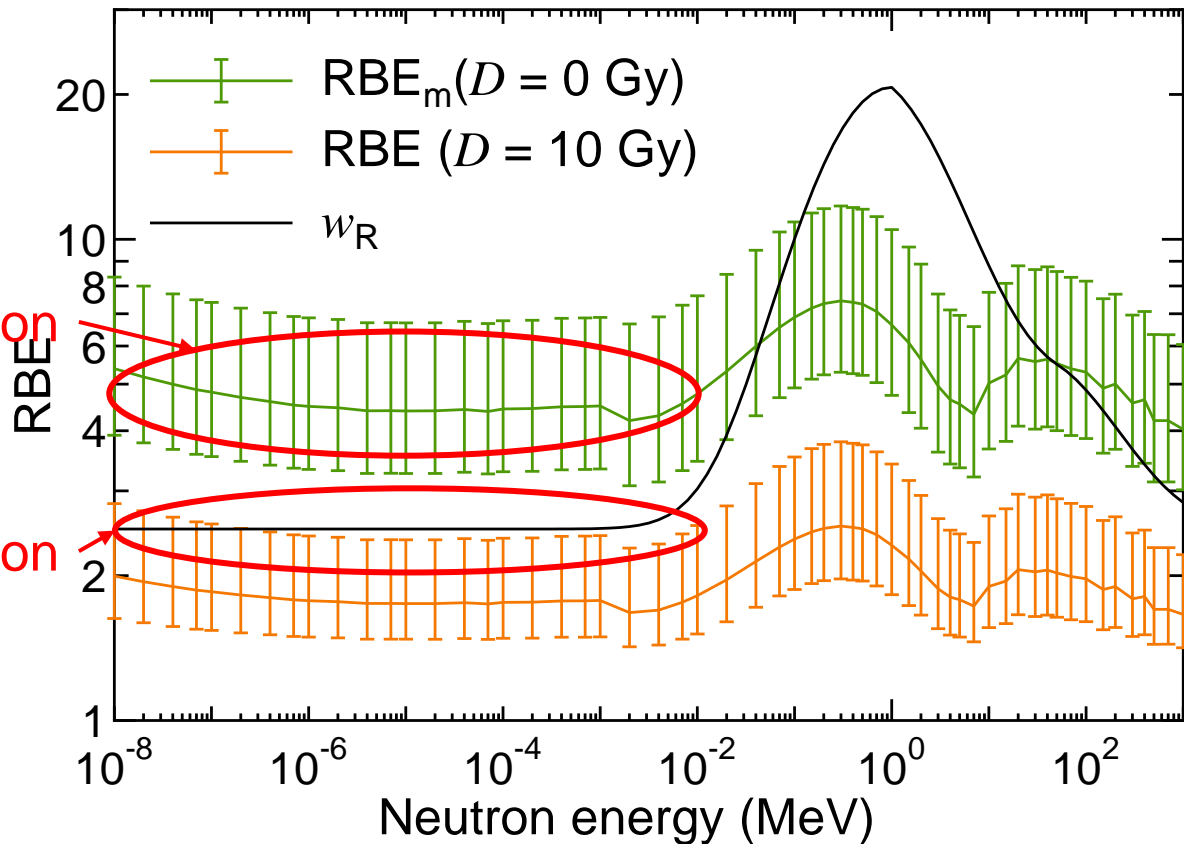 RBEm(D = 0 Gy)
RBE (D = 10 Gy)
wR
20
10
8
6
4
2
1
RBE
on
on
10-8
10-6
10-4
10-2
100
102
Neutron energy (MeV)